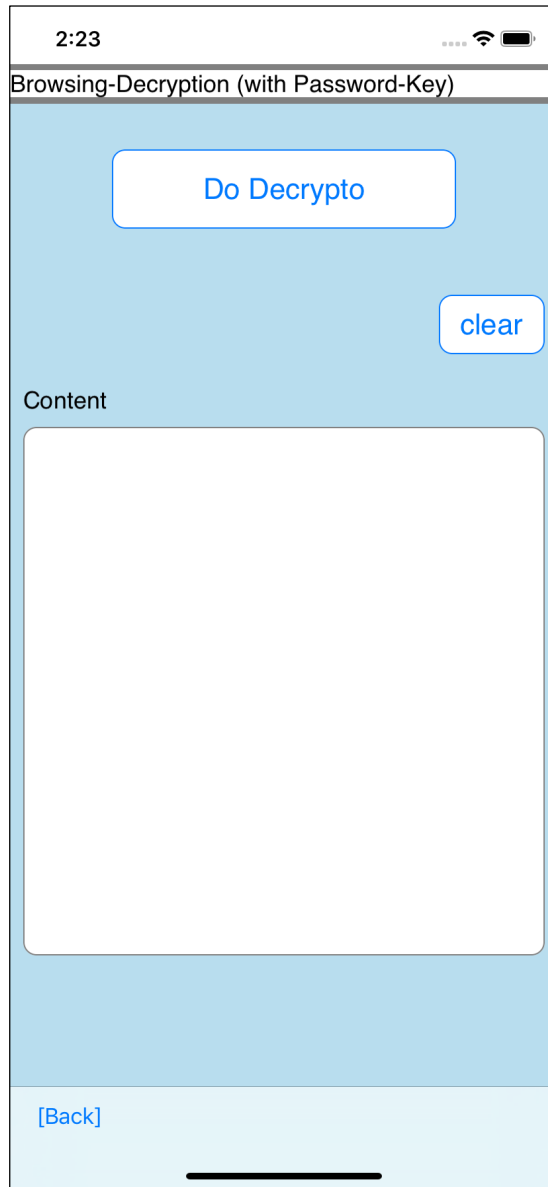 2:23
Browsing-Decryption (with Password-Key)
Do Decrypto
clear
Content
[Back]